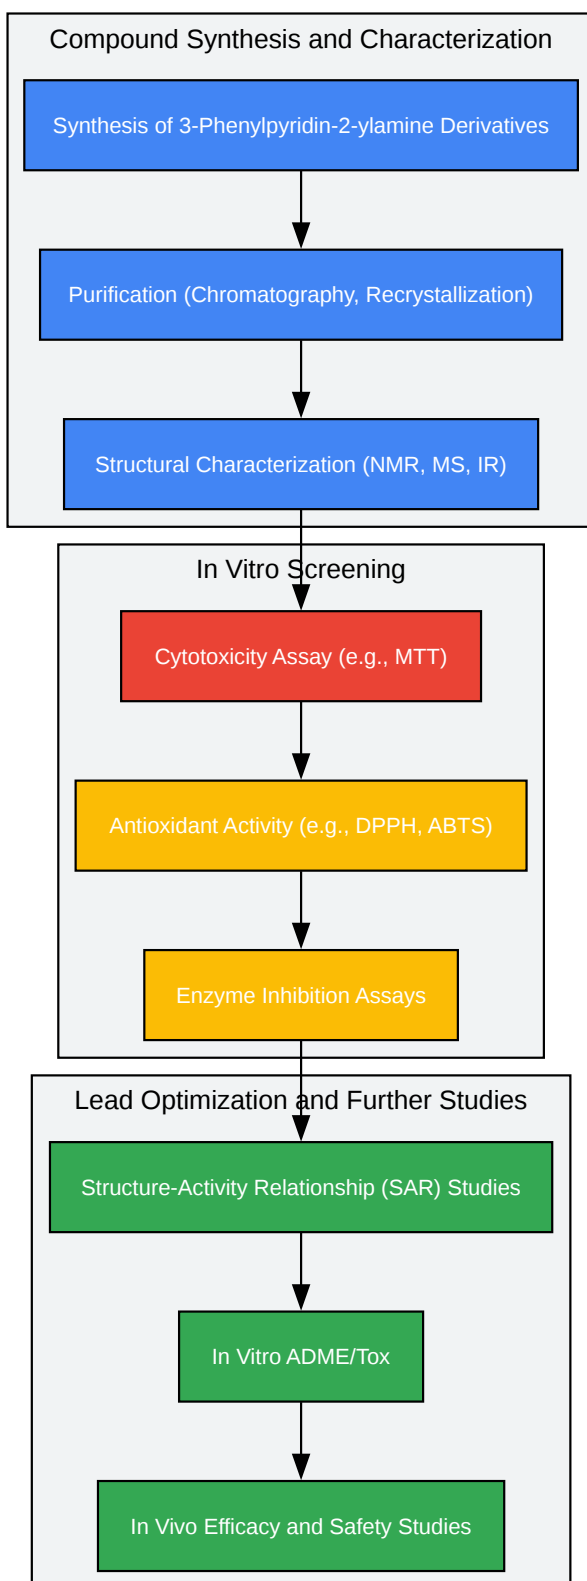 Compound Synthesis and Characterization
Synthesis of 3-Phenylpyridin-2-ylamine Derivatives
Purification (Chromatography, Recrystallization)
Structural Characterization (NMR, MS, IR)
In Vitro Screening
Cytotoxicity Assay (e.g., MTT)
Antioxidant Activity (e.g., DPPH, ABTS)
Enzyme Inhibition Assays
Lead Optimization and Further Studies
Structure-Activity Relationship (SAR) Studies
In Vitro ADME/Tox
In Vivo Efficacy and Safety Studies